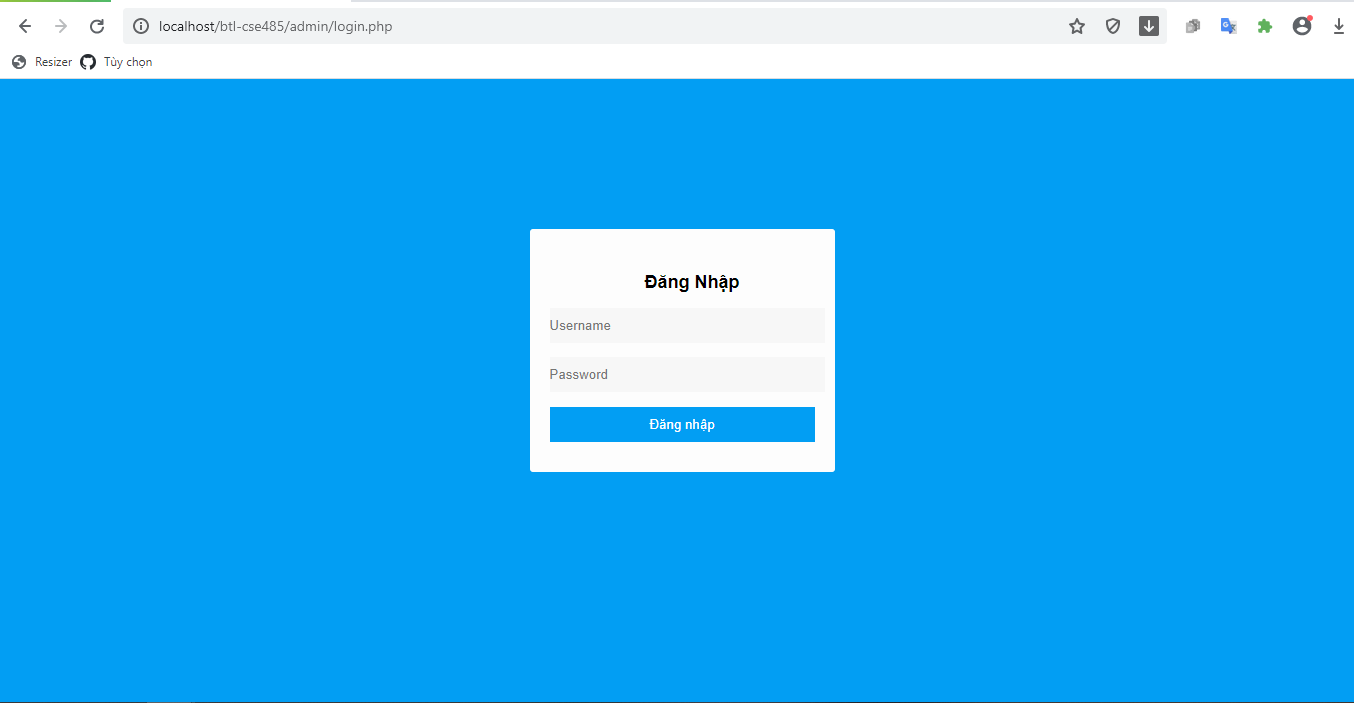 localhost/btl-cse485/admin/login.php
Resizer Tùy chọn
Đăng Nhập
Username
Password
Đăng nhập